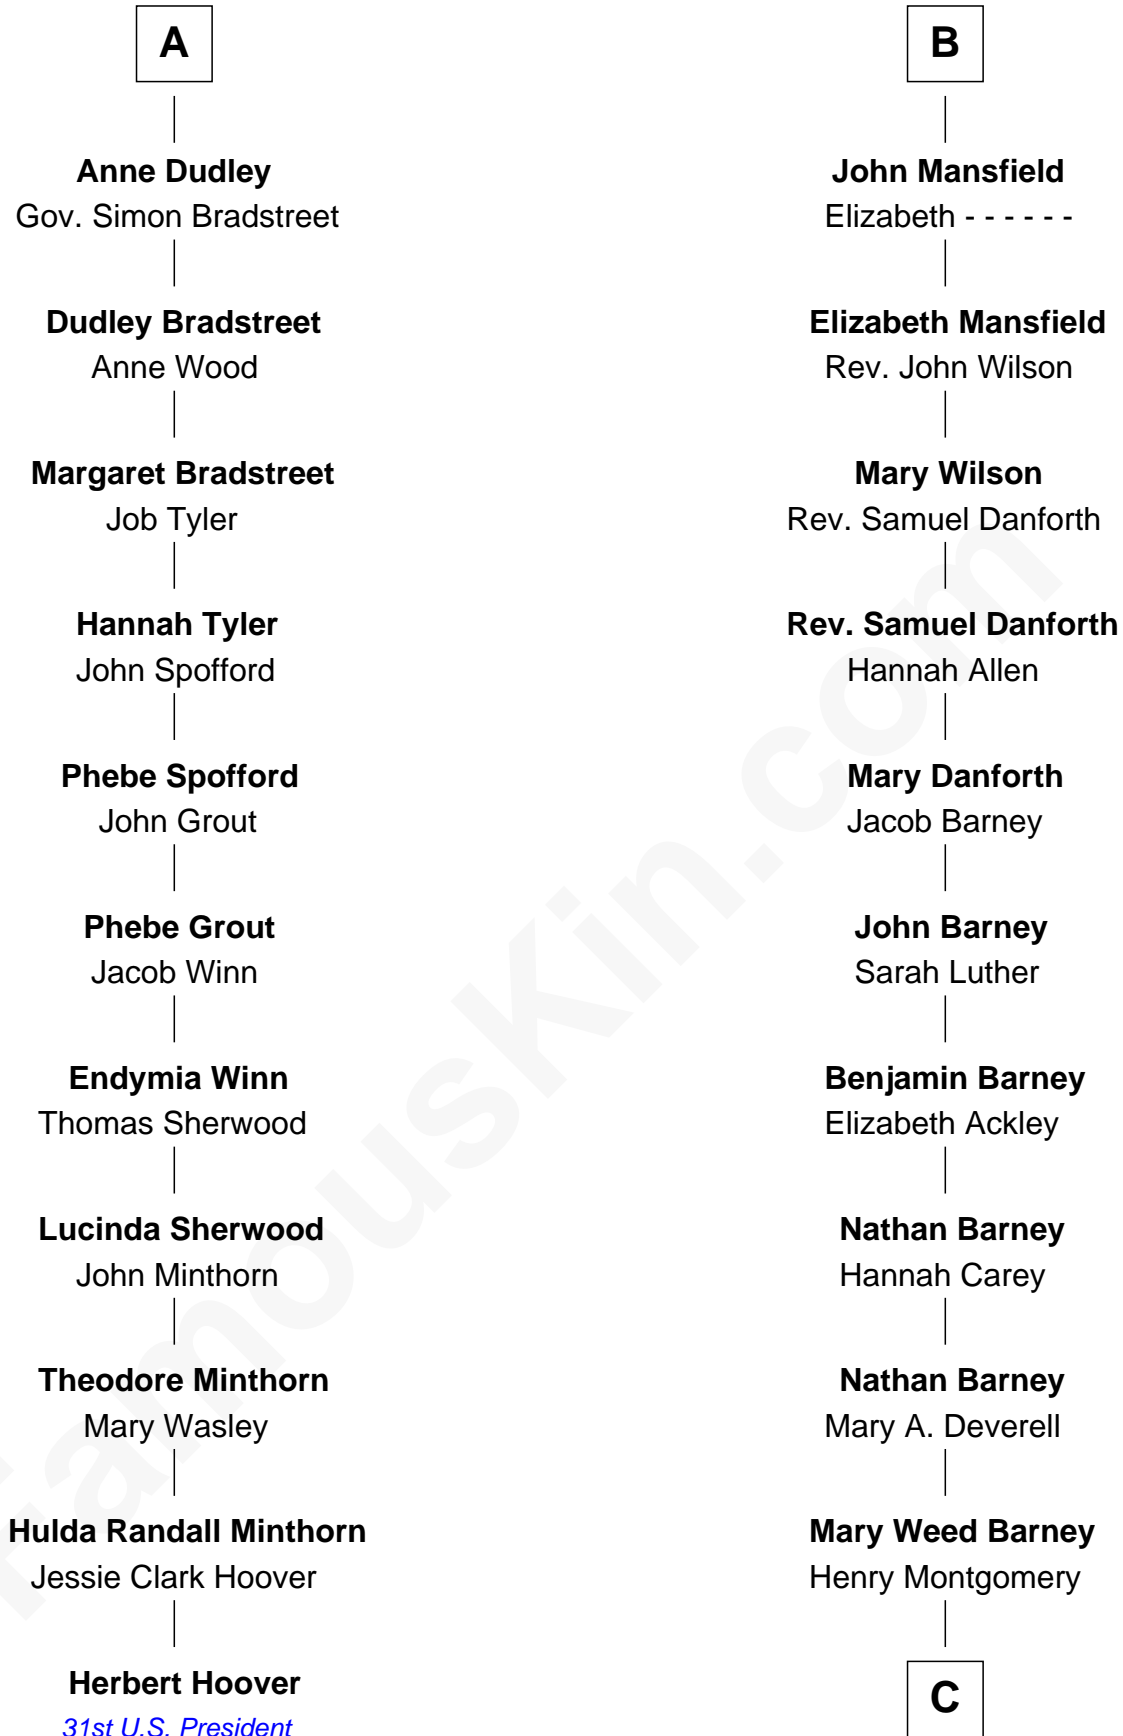 A
Anne Dudley
Gov. Simon Bradstreet
Dudley Bradstreet
Anne Wood
Margaret Bradstreet
Job Tyler
Hannah Tyler
John Spofford
Phebe Spofford
John Grout
Phebe Grout
Jacob Winn
Endymia Winn
Thomas Sherwood
Lucinda Sherwood
John Minthorn
Theodore Minthorn
Mary Wasley
Hulda Randall Minthorn
Jessie Clark Hoover
Herbert Hoover
31st U.S. President
B
John Mansfield
Elizabeth - - - - - -
Elizabeth Mansfield
Rev. John Wilson
Mary Wilson
Rev. Samuel Danforth
Rev. Samuel Danforth
Hannah Allen
Mary Danforth
Jacob Barney
John Barney
Sarah Luther
Benjamin Barney
Elizabeth Ackley
Nathan Barney
Hannah Carey
Nathan Barney
Mary A. Deverell
Mary Weed Barney
Henry Montgomery
C
FamousKin.com